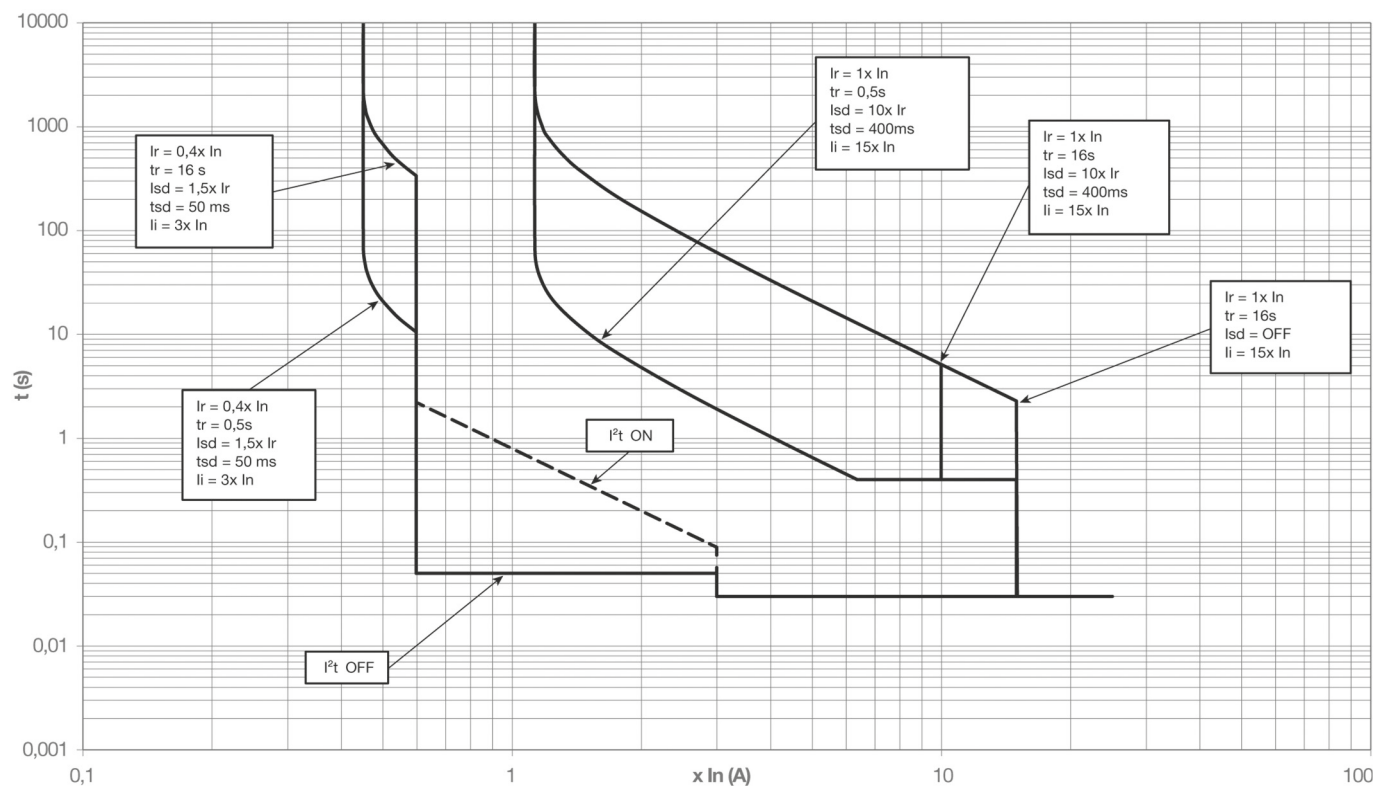 10000
1000
100
10
1
0,1
0,01
0,001
t (s)
Ir = 0,4x In
tr = 16 s
Isd = 1,5x Ir
tsd = 50 ms
Ii = 3x In
Ir = 0,4x In
tr = 0,5s
Isd = 1,5x Ir
tsd = 50 ms
Ii = 3x In
Ir = 1x In
tr = 0,5s
Isd = 10x Ir
tsd = 400ms
Ii = 15x In
Ir = 1x In
tr = 16s
Isd = 10x Ir
tsd = 400ms
Ii = 15x In
Ir = 1x In
tr = 16s
Isd = OFF
Ii = 15x In
I²t ON
I²t OFF
0,1
1
x In (A)
10
100